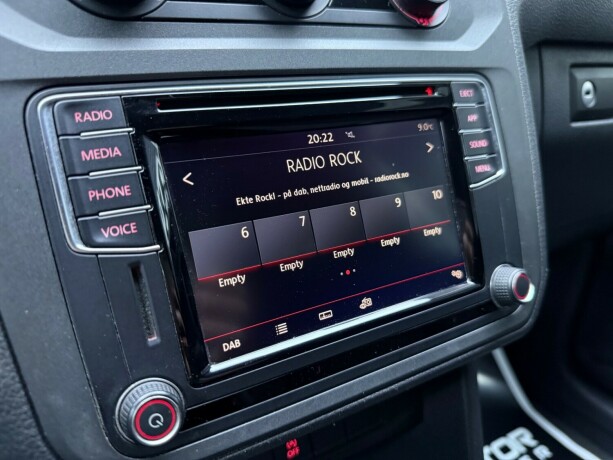 RADIO
MEDIA
PHONE
VOICE
EJECT
APP
SOUND
MENU
20:22
9.0°C
RADIO ROCK
Ekte Rock! - på dab, nettradio og mobil - radiorock.no
6 7 8 9 10
Empty Empty Empty Empty Empty
DAB
OFF